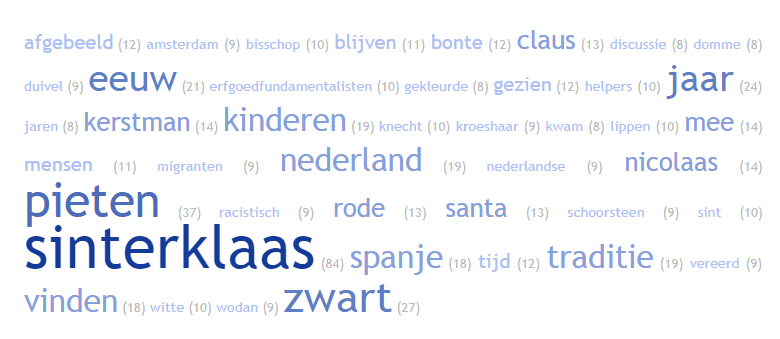 afgebeeld (12) amsterdam (9) bisschop (10) blijven (11) bonte (12) claus (13) discussie (8) domme (8)
duivel (9) eeuw (21) erfgoedfundamentalisten (10) gekleurde (8) gezien (12) helpers (10) jaar (24)
jaren (8) kerstman (14) kinderen (19) knecht (10) kroeshaar (9) kwam (8) lippen (10) mee (14)
mensen (11) migranten (9) nederland (19) nederlandse (9) nicolaas (14)
pieten (37) racistisch (9) rode (13) santa (13) schoorsteen (9) sint (10)
sinterklaas (84) spanje (18) tijd (12) traditie (19) vereerd (9)
vinden (18) witte (10) wodan (9) zwart (27)